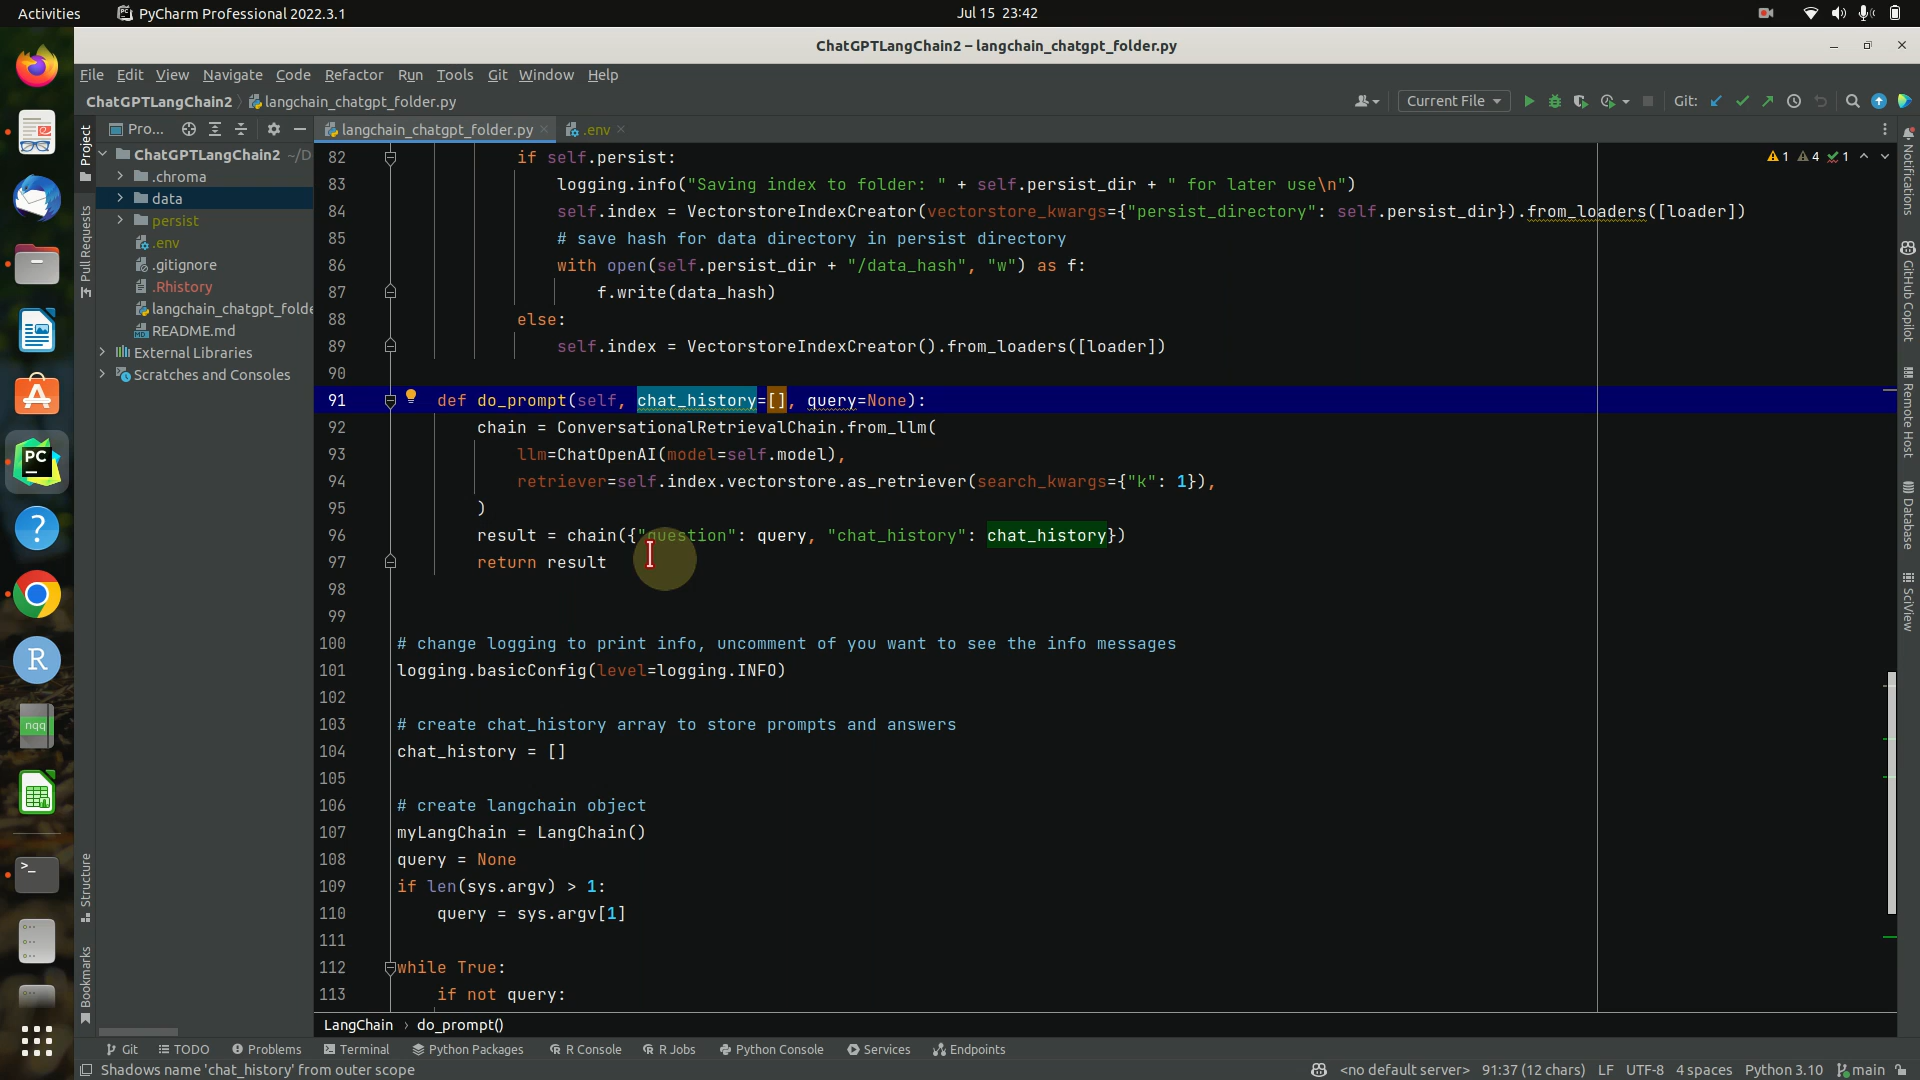 Activities
PyCharm Professional 2022.3.1
Jul 15 23:42
ChatGPTLangChain2 – langchain_chatgpt_folder.py
File Edit View Navigate Code Refactor Run Tools Git Window Help
ChatGPTLangChain2 langchain_chatgpt_folder.py
Current File
Git:
Project
Pull Requests
Structure
Bookmarks
Pro...
ChatGPTLangChain2 ~/D
.chroma
data
persist
.env
.gitignore
.Rhistory
langchain_chatgpt_folde
README.md
External Libraries
Scratches and Consoles
PC
?
R
nqq
>_
langchain_chatgpt_folder.py
.env
1 4 1
82 if self.persist:
83 logging.info("Saving index to folder: " + self.persist_dir + " for later use\n")
84 self.index = VectorstoreIndexCreator(vectorstore_kwargs={"persist_directory": self.persist_dir}).from_loaders([loader])
85 # save hash for data directory in persist directory
86 with open(self.persist_dir + "/data_hash", "w") as f:
87 f.write(data_hash)
88 else:
89 self.index = VectorstoreIndexCreator().from_loaders([loader])
90
91 def do_prompt(self, chat_history=[], query=None):
92 chain = ConversationalRetrievalChain.from_llm(
93 llm=ChatOpenAI(model=self.model),
94 retriever=self.index.vectorstore.as_retriever(search_kwargs={"k": 1}),
95 )
96 result = chain({"question": query, "chat_history": chat_history})
97 return result
98
99
100 # change logging to print info, uncomment of you want to see the info messages
101 logging.basicConfig(level=logging.INFO)
102
103 # create chat_history array to store prompts and answers
104 chat_history = []
105
106 # create langchain object
107 myLangChain = LangChain()
108 query = None
109 if len(sys.argv) > 1:
110 query = sys.argv[1]
111
112 while True:
113 if not query:
Notifications
GitHub Copilot
Remote Host
Database
SciView
LangChain › do_prompt()
Git TODO Problems Terminal Python Packages R Console R Jobs Python Console Services Endpoints
Shadows name 'chat_history' from outer scope
<no default server> 91:37 (12 chars) LF UTF-8 4 spaces Python 3.10 main